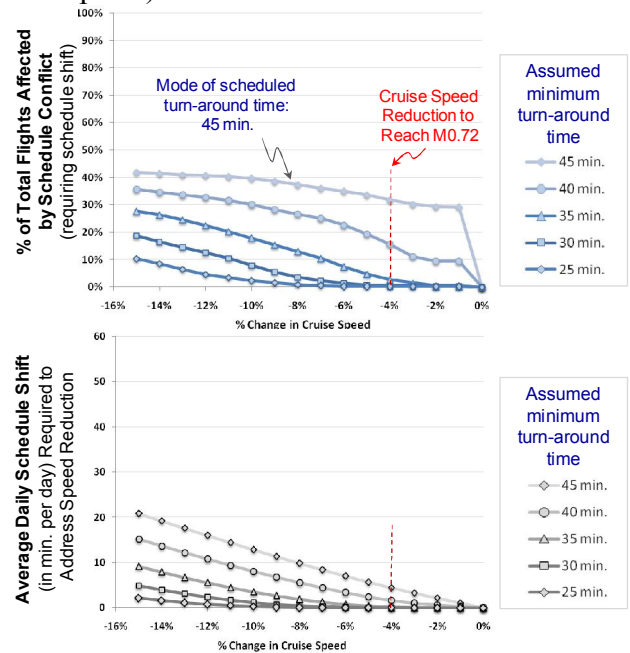 100%
90%
80%
70%
60%
50%
40%
30%
20%
10%
0%
% of Total Flights Affected
by Schedule Conflict
(requiring schedule shift)
Mode of scheduled
turn-around time:
45 min.
Cruise Speed
Reduction to
Reach M0.72
-16% -14% -12% -10% -8% -6% -4% -2% 0%
% Change in Cruise Speed
Assumed
minimum
turn-around
time
45 min.
40 min.
35 min.
30 min.
25 min.
60
50
40
30
20
10
0
Average Daily Schedule Shift
(in min. per day) Required to
Address Speed Reduction
-16% -14% -12% -10% -8% -6% -4% -2% 0%
% Change in Cruise Speed
Assumed
minimum
turn-around
time
45 min.
40 min.
35 min.
30 min.
25 min.